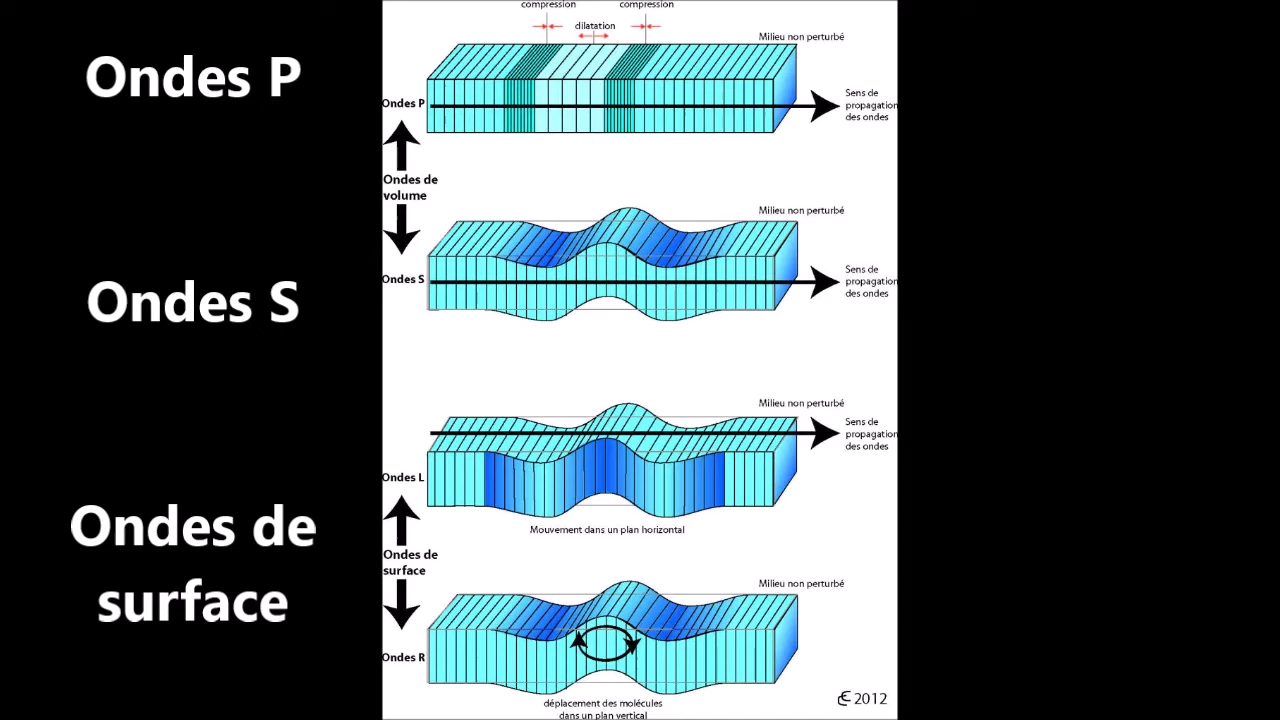 Ondes P
Ondes S
Ondes de
surface
compression
compression
dilatation
Milieu non perturbé
Ondes P
Sens de
propagation
des ondes
Ondes de
volume
Milieu non perturbé
Ondes S
Sens de
propagation
des ondes
Milieu non perturbé
Sens de
propagation
des ondes
Ondes L
Mouvement dans un plan horizontal
Ondes de
surface
Milieu non perturbé
Ondes R
déplacement des molécules
dans un plan vertical
2012